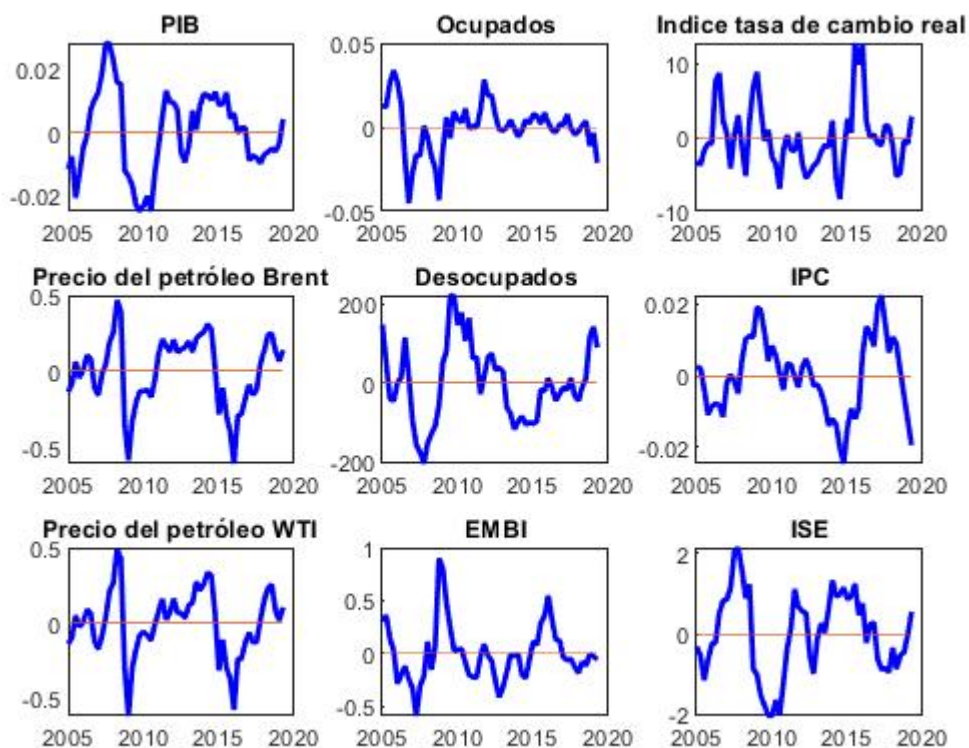 PIB
0.02
0
-0.02
2005 2010 2015 2020
Ocupados
0.05
0
-0.05
2005 2010 2015 2020
Indice tasa de cambio real
10
0
-10
2005 2010 2015 2020
Precio del petróleo Brent
0.5
0
-0.5
2005 2010 2015 2020
Desocupados
200
0
-200
2005 2010 2015 2020
IPC
0.02
0
-0.02
2005 2010 2015 2020
Precio del petróleo WTI
0.5
0
-0.5
2005 2010 2015 2020
EMBI
1
0.5
0
-0.5
2005 2010 2015 2020
ISE
2
0
-2
2005 2010 2015 2020